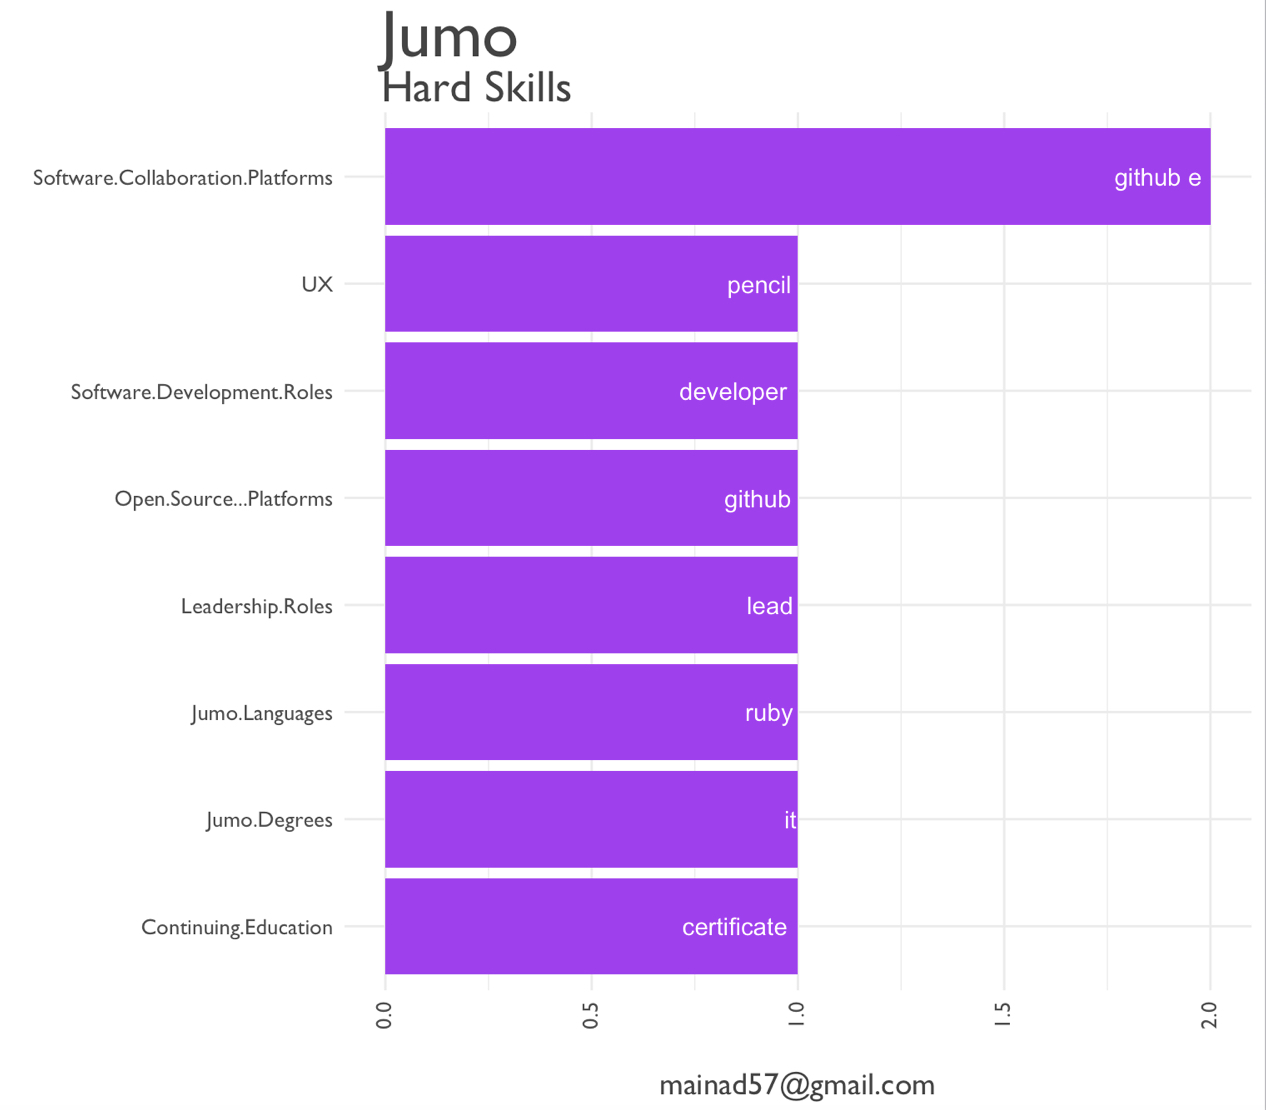 Jumo
Hard Skills
Software.Collaboration.Platforms
github e
UX
pencil
Software.Development.Roles
developer
Open.Source...Platforms
github
Leadership.Roles
lead
Jumo.Languages
ruby
Jumo.Degrees
it
Continuing.Education
certificate
0.0
0.5
1.0
1.5
2.0
mainad57@gmail.com